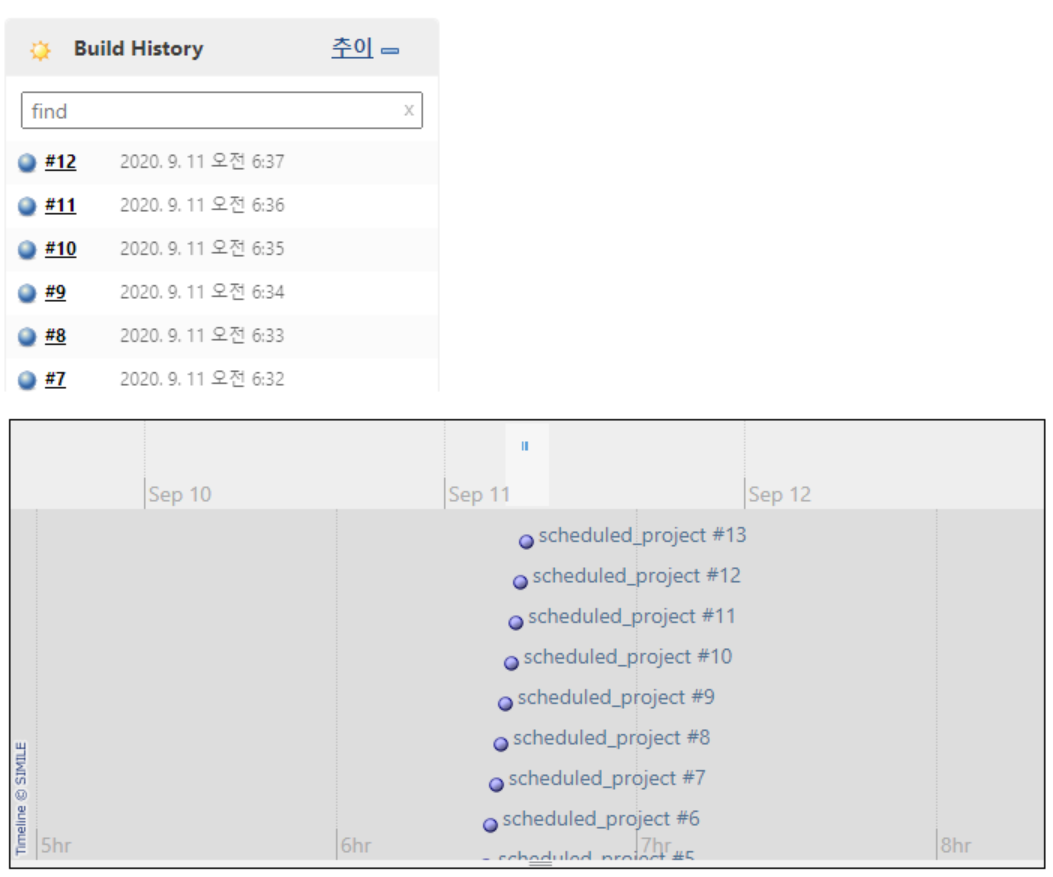 Build History 추이
find x
#12 2020. 9. 11 오전 6:37
#11 2020. 9. 11 오전 6:36
#10 2020. 9. 11 오전 6:35
#9 2020. 9. 11 오전 6:34
#8 2020. 9. 11 오전 6:33
#7 2020. 9. 11 오전 6:32
Sep 10 Sep 11 Sep 12
scheduled_project #13
scheduled_project #12
scheduled_project #11
scheduled_project #10
scheduled_project #9
scheduled_project #8
scheduled_project #7
scheduled_project #6
5hr 6hr 7hr 8hr
scheduled_project #5
Timeline © SIMILE